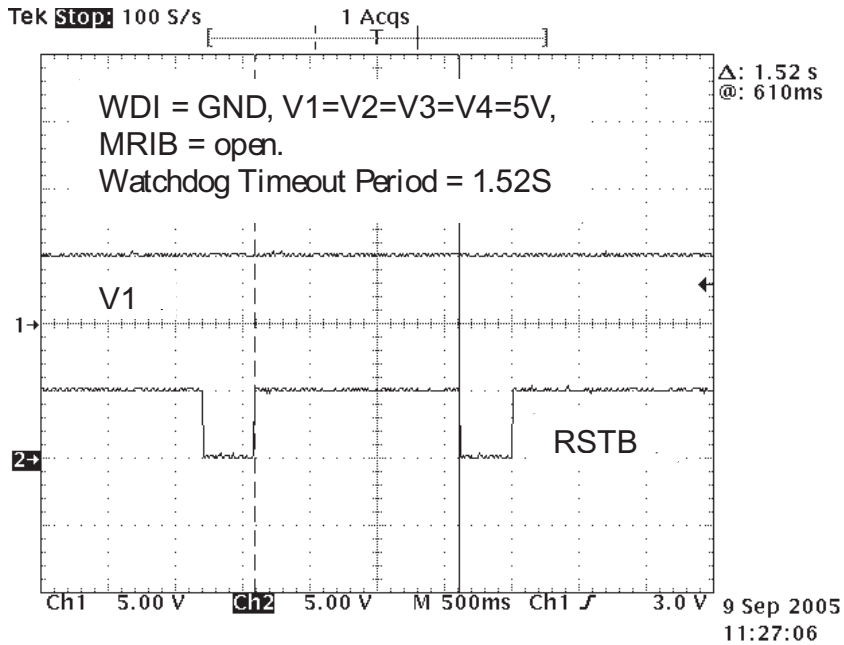 Tek Stop: 100 S/s 1 Acqs
T
Δ: 1.52 s
@: 610ms
WDI = GND, V1=V2=V3=V4=5V,
MRIB = open.
Watchdog Timeout Period = 1.52S
V1
1→
RSTB
2→
Ch1 5.00 V Ch2 5.00 V M 500ms Ch1 3.0 V
9 Sep 2005
11:27:06